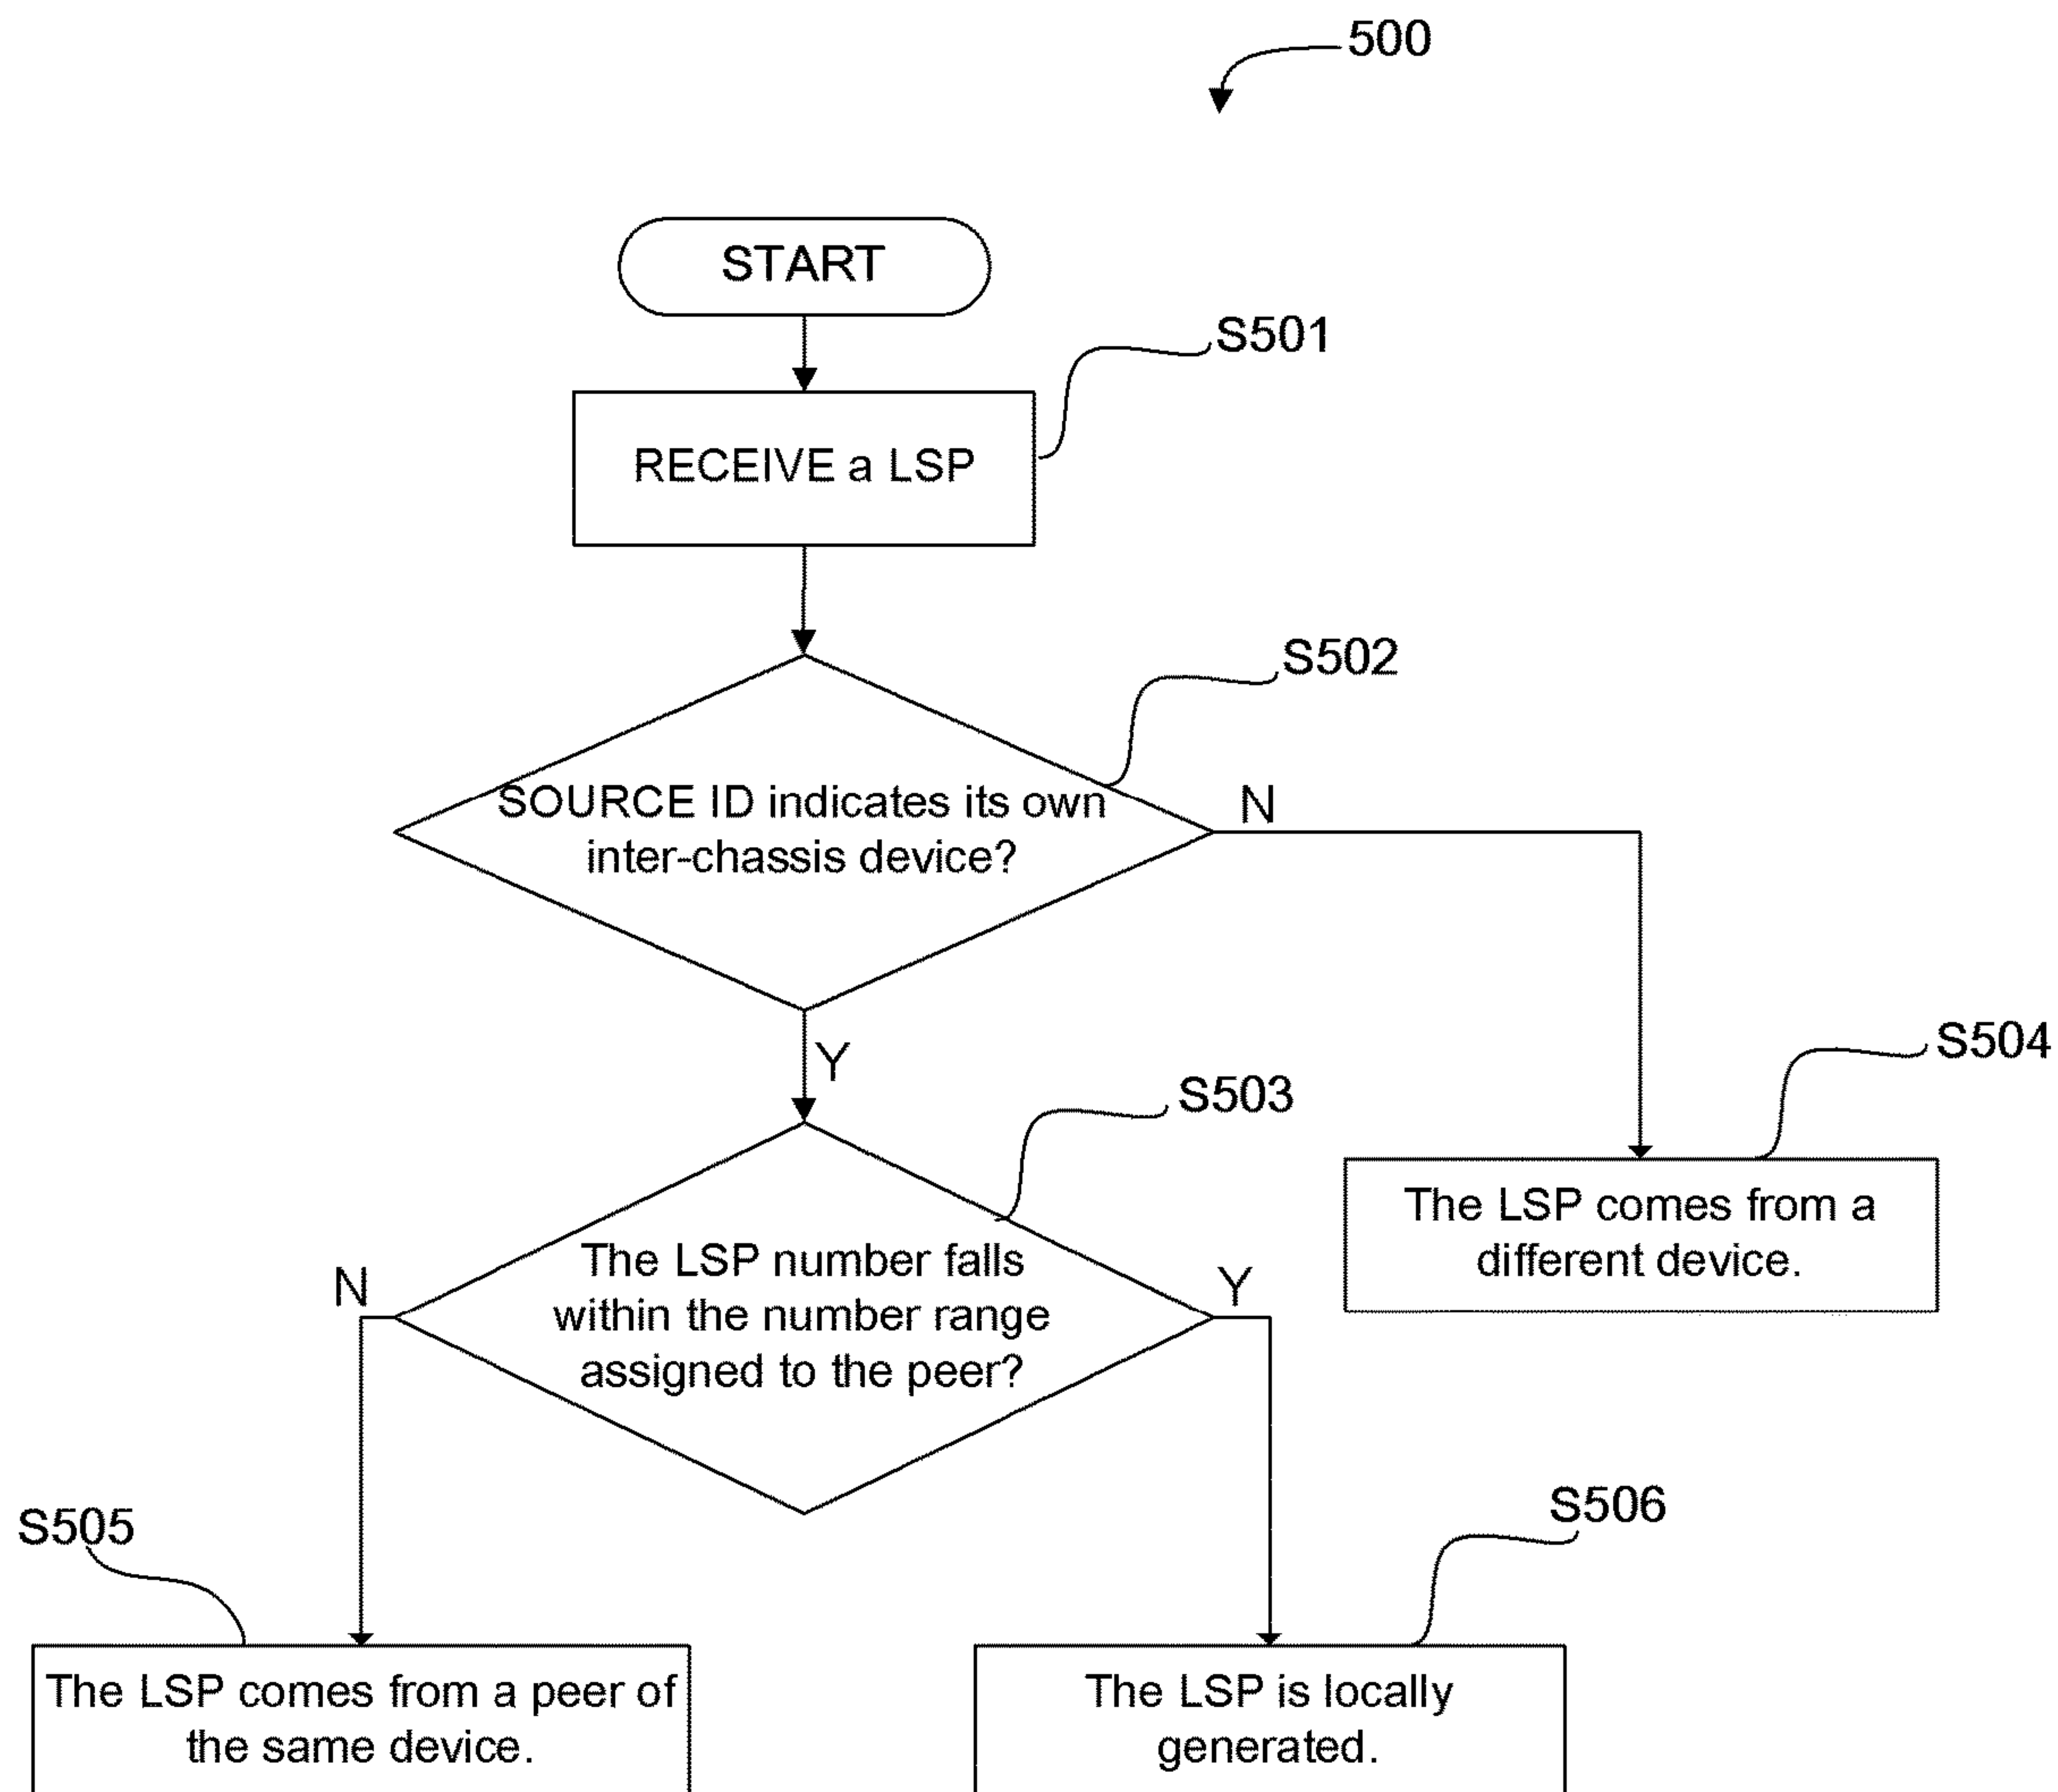 500
START
S501
RECEIVE a LSP
S502
SOURCE ID indicates its own
inter-chassis device?
N
Y
S503
S504
The LSP comes from a
different device.
The LSP number falls
within the number range
assigned to the peer?
N
Y
S505
S506
The LSP comes from a peer of
the same device.
The LSP is locally
generated.